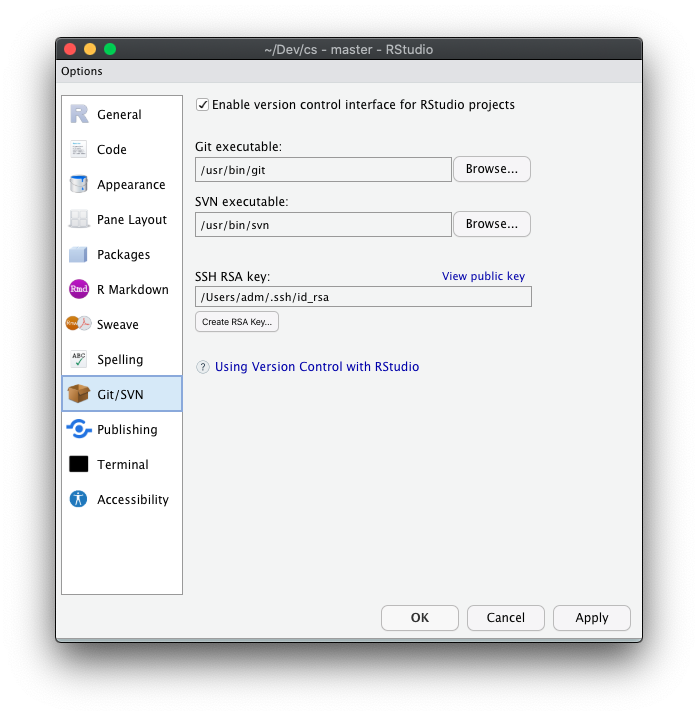 ~/Dev/cs - master - RStudio
Options
R General
Code
Appearance
Pane Layout
Packages
Rmd R Markdown
Sweave
ABC Spelling
Git/SVN
Publishing
Terminal
Accessibility
Enable version control interface for RStudio projects
Git executable:
/usr/bin/git Browse...
SVN executable:
/usr/bin/svn Browse...
SSH RSA key: View public key
/Users/adm/.ssh/id_rsa
Create RSA Key...
? Using Version Control with RStudio
OK Cancel Apply